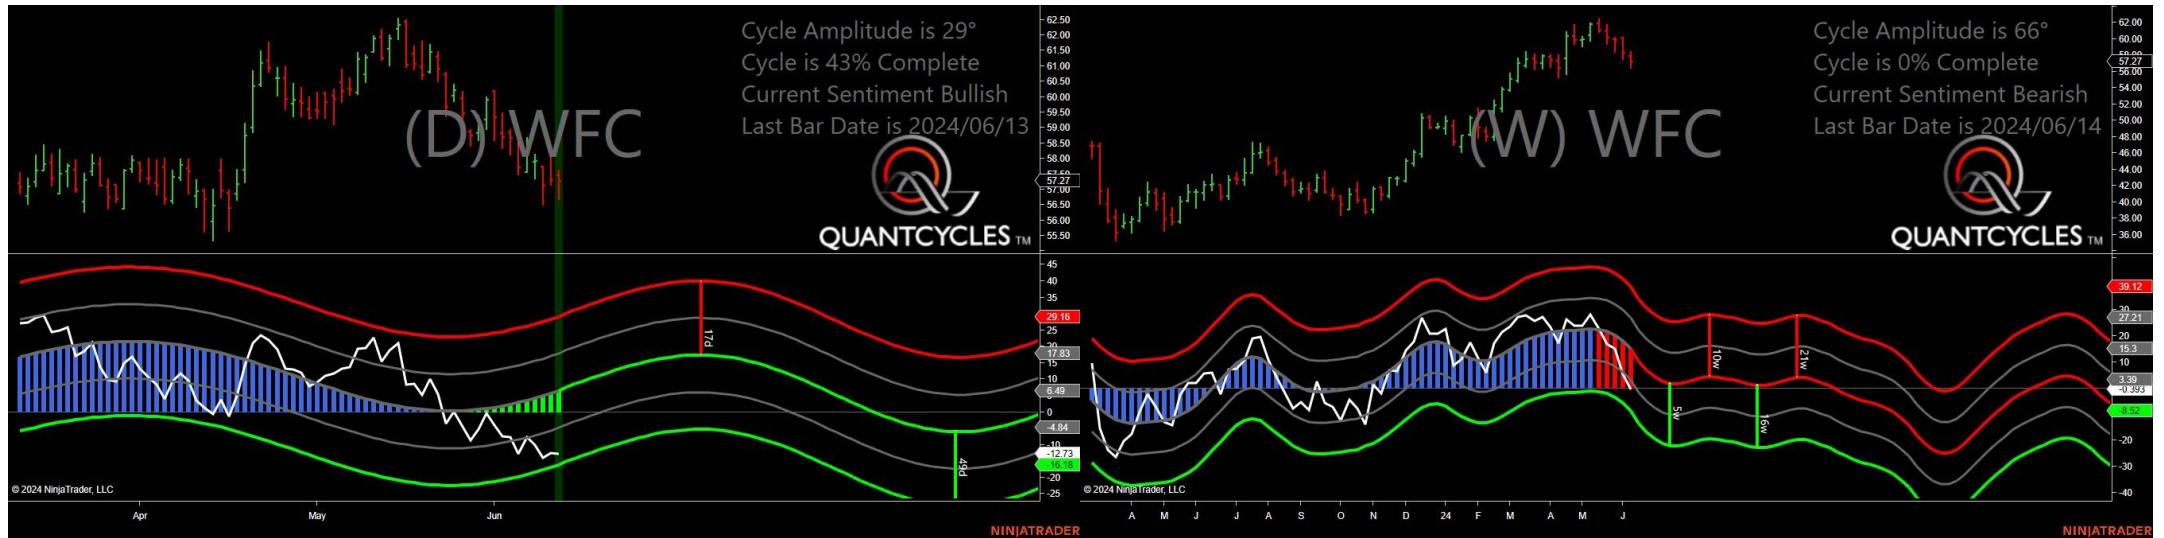 Cycle Amplitude is 29°
Cycle is 43% Complete
Current Sentiment Bullish
Last Bar Date is 2024/06/13
(D) WFC
QUANTCYCLES TM
62.50
62.00
61.50
61.00
60.50
60.00
59.50
59.00
58.50
58.00
57.50
57.27
57.00
56.50
56.00
55.50
45
40
35
29.16
25
20
17.83
15
10
6.49
0
-4.84
-10
-12.73
-16.18
-20
-25
17d
49d
© 2024 NinjaTrader, LLC
Apr May Jun
NINJATRADER
Cycle Amplitude is 66°
Cycle is 0% Complete
Current Sentiment Bearish
Last Bar Date is 2024/06/14
(W) WFC
QUANTCYCLES TM
62.00
60.00
58.00
57.27
56.00
54.00
52.00
50.00
48.00
46.00
44.00
42.00
40.00
38.00
36.00
39.12
30
27.21
20
15.3
10
3.39
-0.393
-8.52
-20
-30
-40
10w
21w
5w
16w
© 2024 NinjaTrader, LLC
A M J J A S O N D 24 F M A M J
NINJATRADER